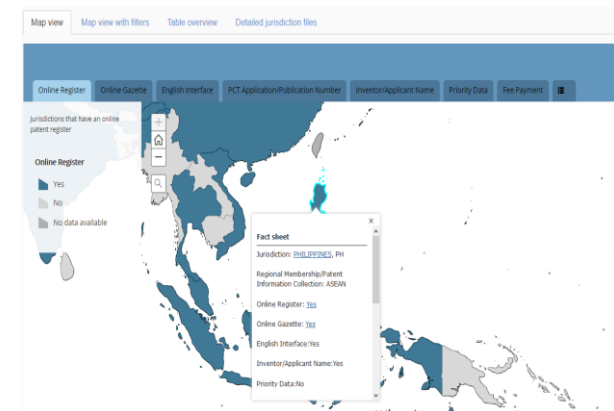 Map view
Map view with filters
Table overview
Detailed jurisdiction files
Online Register
Online Gazette
English Interface
PCT Application/Publication Number
Inventor/Applicant Name
Priority Data
Fee Payment
Jurisdictions that have an online
patent register
Online Register
Yes
No
No data available
+
−
×
Fact sheet
Jurisdiction: PHILIPPINES, PH
Regional Membership/Patent
Information Collection: ASEAN
Online Register: Yes
Online Gazette: Yes
English Interface:Yes
Inventor/Applicant Name:Yes
Priority Data:No